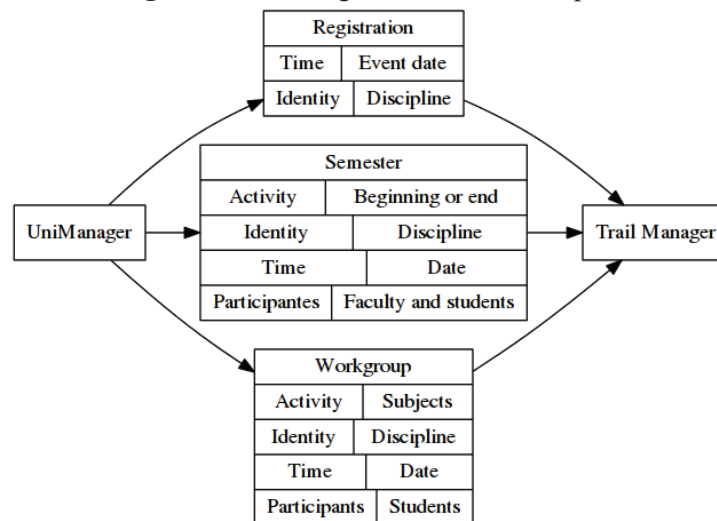 Registration
Time Event date
Identity Discipline
Semester
Activity Beginning or end
UniManager Identity Discipline Trail Manager
Time Date
Participantes Faculty and students
Workgroup
Activity Subjects
Identity Discipline
Time Date
Participants Students